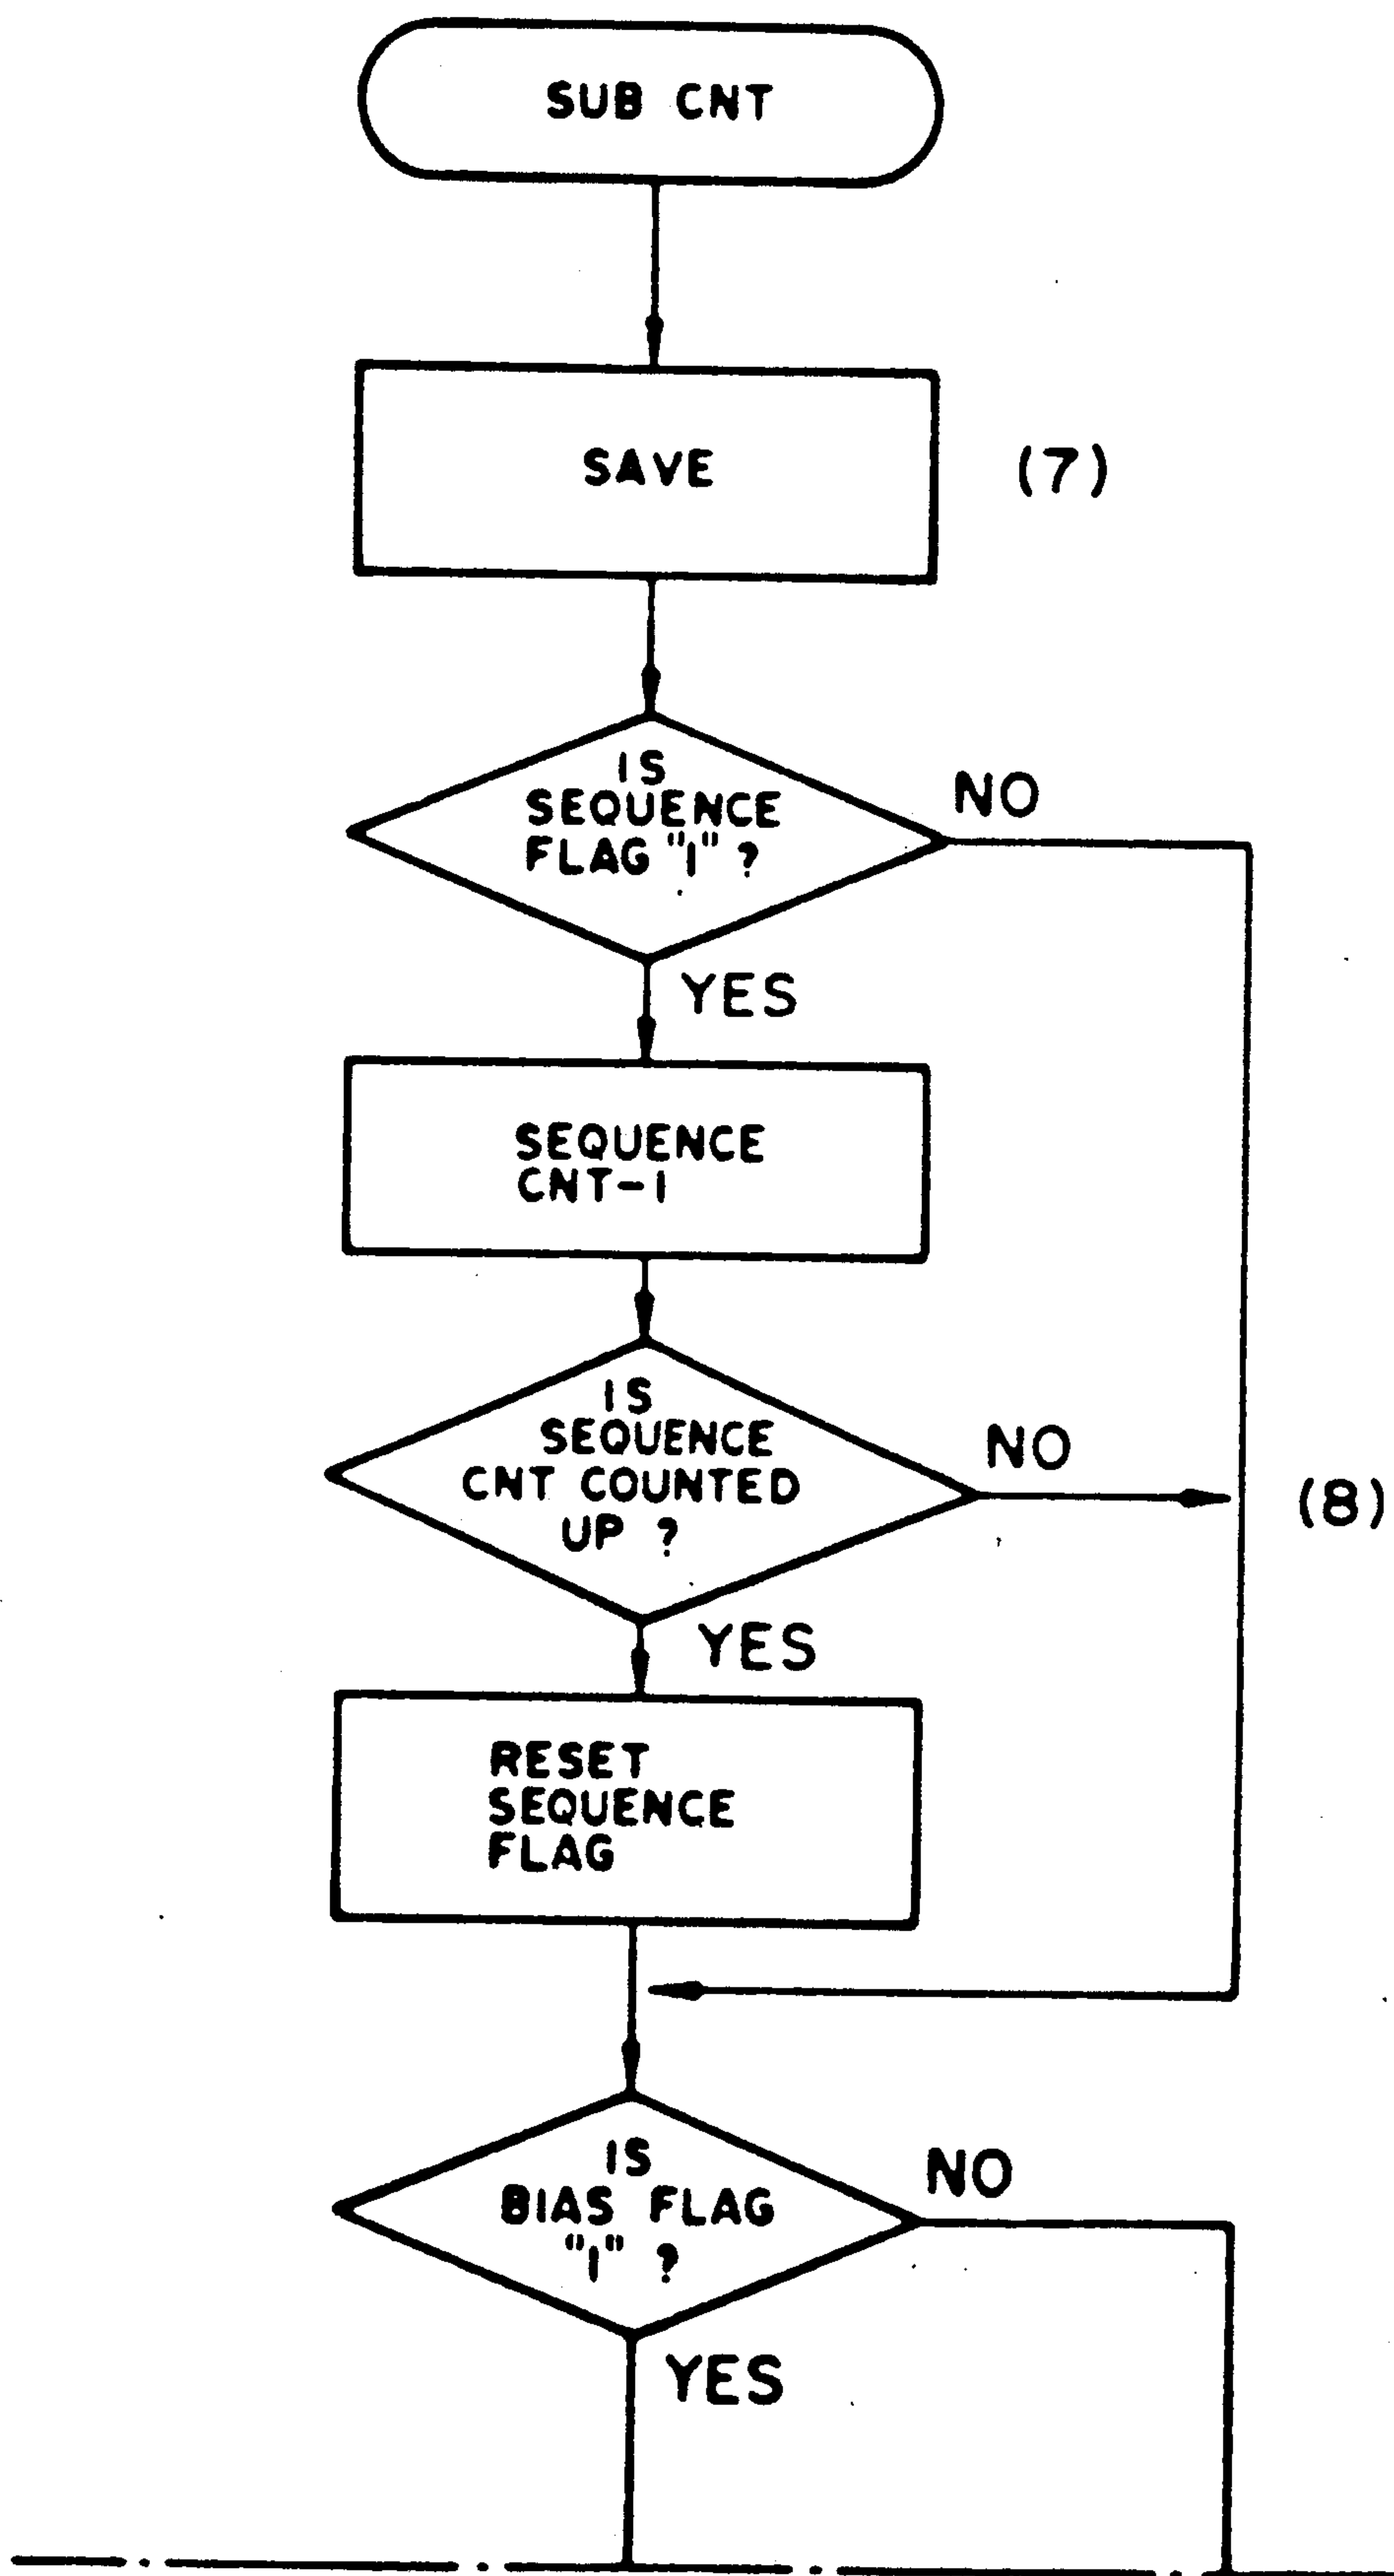 SUB CNT
SAVE
(7)
IS
SEQUENCE
FLAG "1" ?
NO
YES
SEQUENCE
CNT-1
IS
SEQUENCE
CNT COUNTED
UP ?
NO
(8)
YES
RESET
SEQUENCE
FLAG
IS
BIAS FLAG
"1" ?
NO
YES